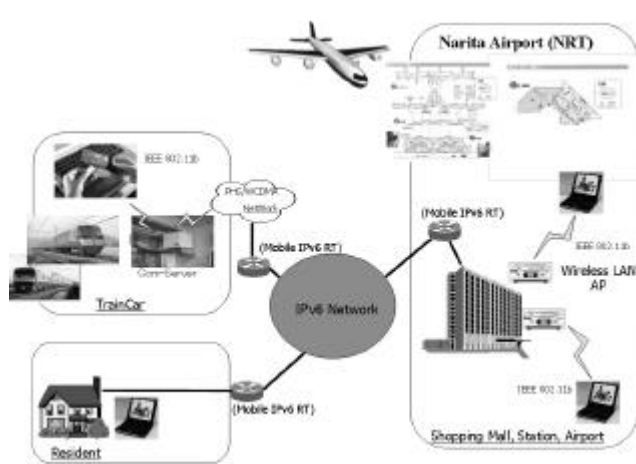 Narita Airport (NRT)
IEEE 802.11b
PHS/WCDMA
Network
(Mobile IPv6 RT)
Com-Server
TrainCar
(Mobile IPv6 RT)
IEEE 802.11b
Wireless LAN
AP
IPv6 Network
IEEE 802.11b
(Mobile IPv6 RT)
Resident
Shopping Mall, Station, Airport